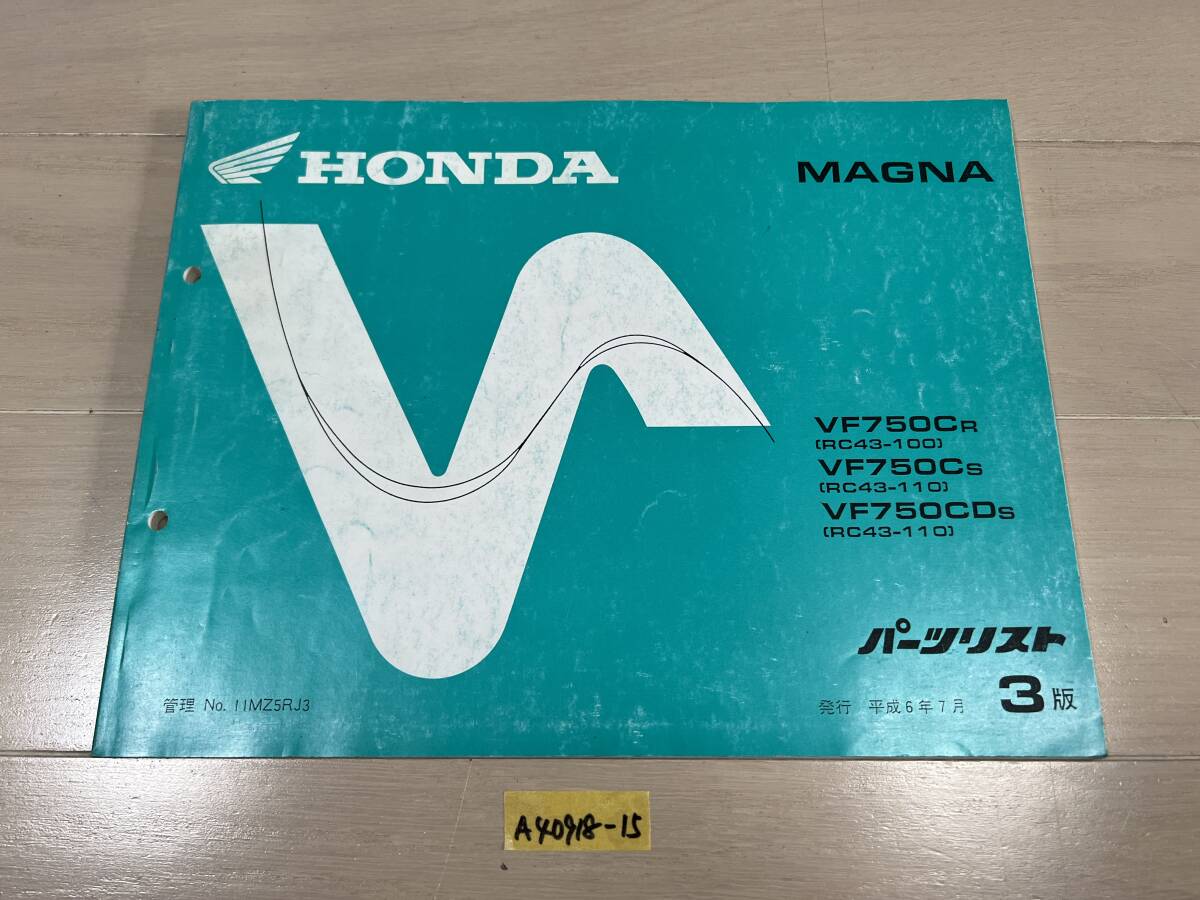 HONDA
MAGNA
VF750CR
(RC43-100)
VF750CS
(RC43-110)
VF750CDS
(RC43-110)
パーツリスト
管理 No. 11MZ5RJ3
発行 平成6年7月 3版
A40918-15